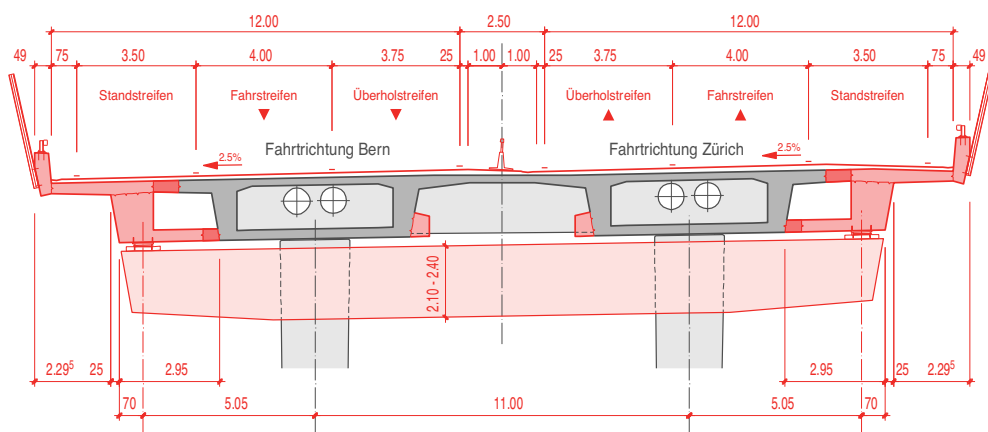 12.00 2.50 12.00
49 75 3.50 4.00 3.75 25 1.00 1.00 25 3.75 4.00 3.50 75 49
Standstreifen Fahrstreifen Überholstreifen Überholstreifen Fahrstreifen Standstreifen
Fahrtrichtung Bern Fahrtrichtung Zürich
2.5% 2.5%
2.10 - 2.40
2.29⁵ 25 2.95 2.95 25 2.29⁵
70 5.05 11.00 5.05 70